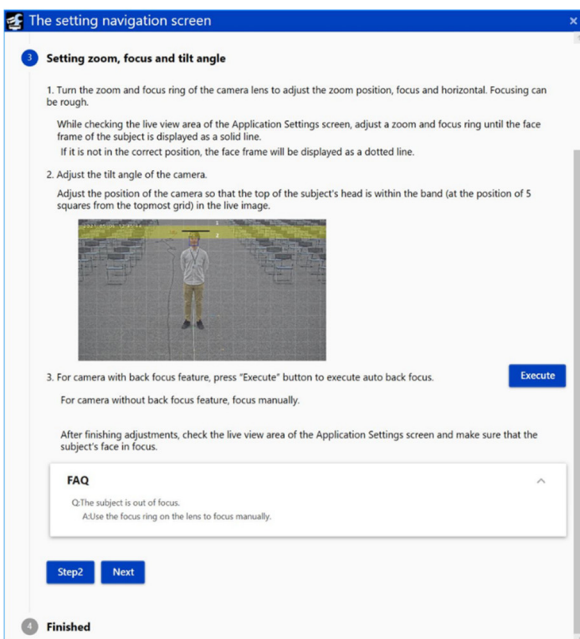 The setting navigation screen
×
3
Setting zoom, focus and tilt angle
1. Turn the zoom and focus ring of the camera lens to adjust the zoom position, focus and horizontal. Focusing can
be rough.
While checking the live view area of the Application Settings screen, adjust a zoom and focus ring until the face
frame of the subject is displayed as a solid line.
If it is not in the correct position, the face frame will be displayed as a dotted line.
2. Adjust the tilt angle of the camera.
Adjust the position of the camera so that the top of the subject's head is within the band (at the position of 5
squares from the topmost grid) in the live image.
3. For camera with back focus feature, press "Execute" button to execute auto back focus.
Execute
For camera without back focus feature, focus manually.
After finishing adjustments, check the live view area of the Application Settings screen and make sure that the
subject's face in focus.
FAQ
Q:The subject is out of focus.
A:Use the focus ring on the lens to focus manually.
Step2
Next
4
Finished